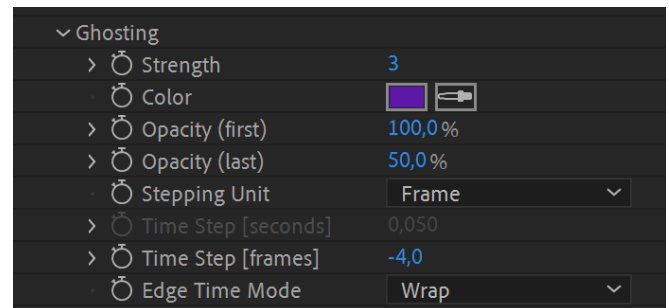 Ghosting
Strength 3
Color
Opacity (first) 100,0 %
Opacity (last) 50,0 %
Stepping Unit Frame
Time Step [seconds] 0,050
Time Step [frames] -4,0
Edge Time Mode Wrap